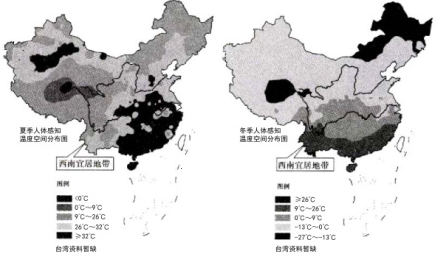 夏季人体感知
温度空间分布图
西南宜居地带
图例
<0℃
0℃~9℃
9℃~26℃
26℃~32℃
≥32℃
台湾资料暂缺
冬季人体感知
温度空间分布图
西南宜居地带
图例
≥26℃
9℃~26℃
0℃~9℃
-13℃~0℃
-27℃~-13℃
台湾资料暂缺